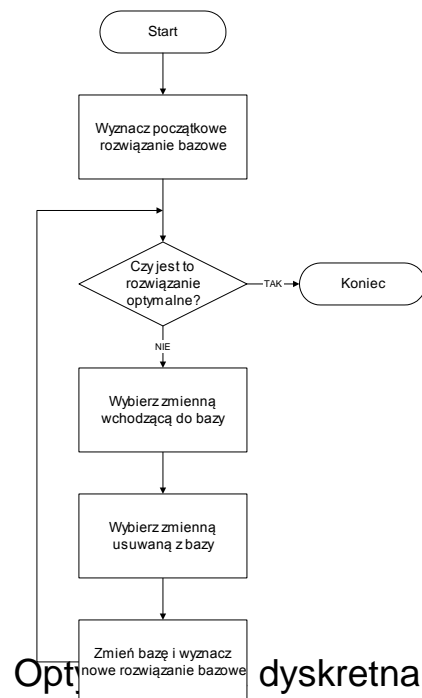 Start
Wyznacz początkowe
rozwiązanie bazowe
Czy jest to
rozwiązanie
optymalne?
TAK
Koniec
NIE
Wybierz zmienną
wchodzącą do bazy
Wybierz zmienną
usuwaną z bazy
Zmień bazę i wyznacz
nowe rozwiązanie bazowe
dyskretna